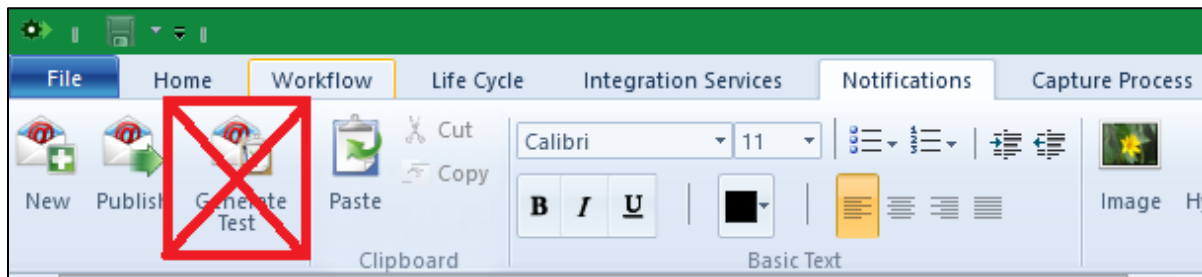 File Home Workflow Life Cycle Integration Services Notifications Capture Process
New Publish Generate Test Paste Cut Calibri 11 Image
Copy
B I U
Clipboard Basic Text